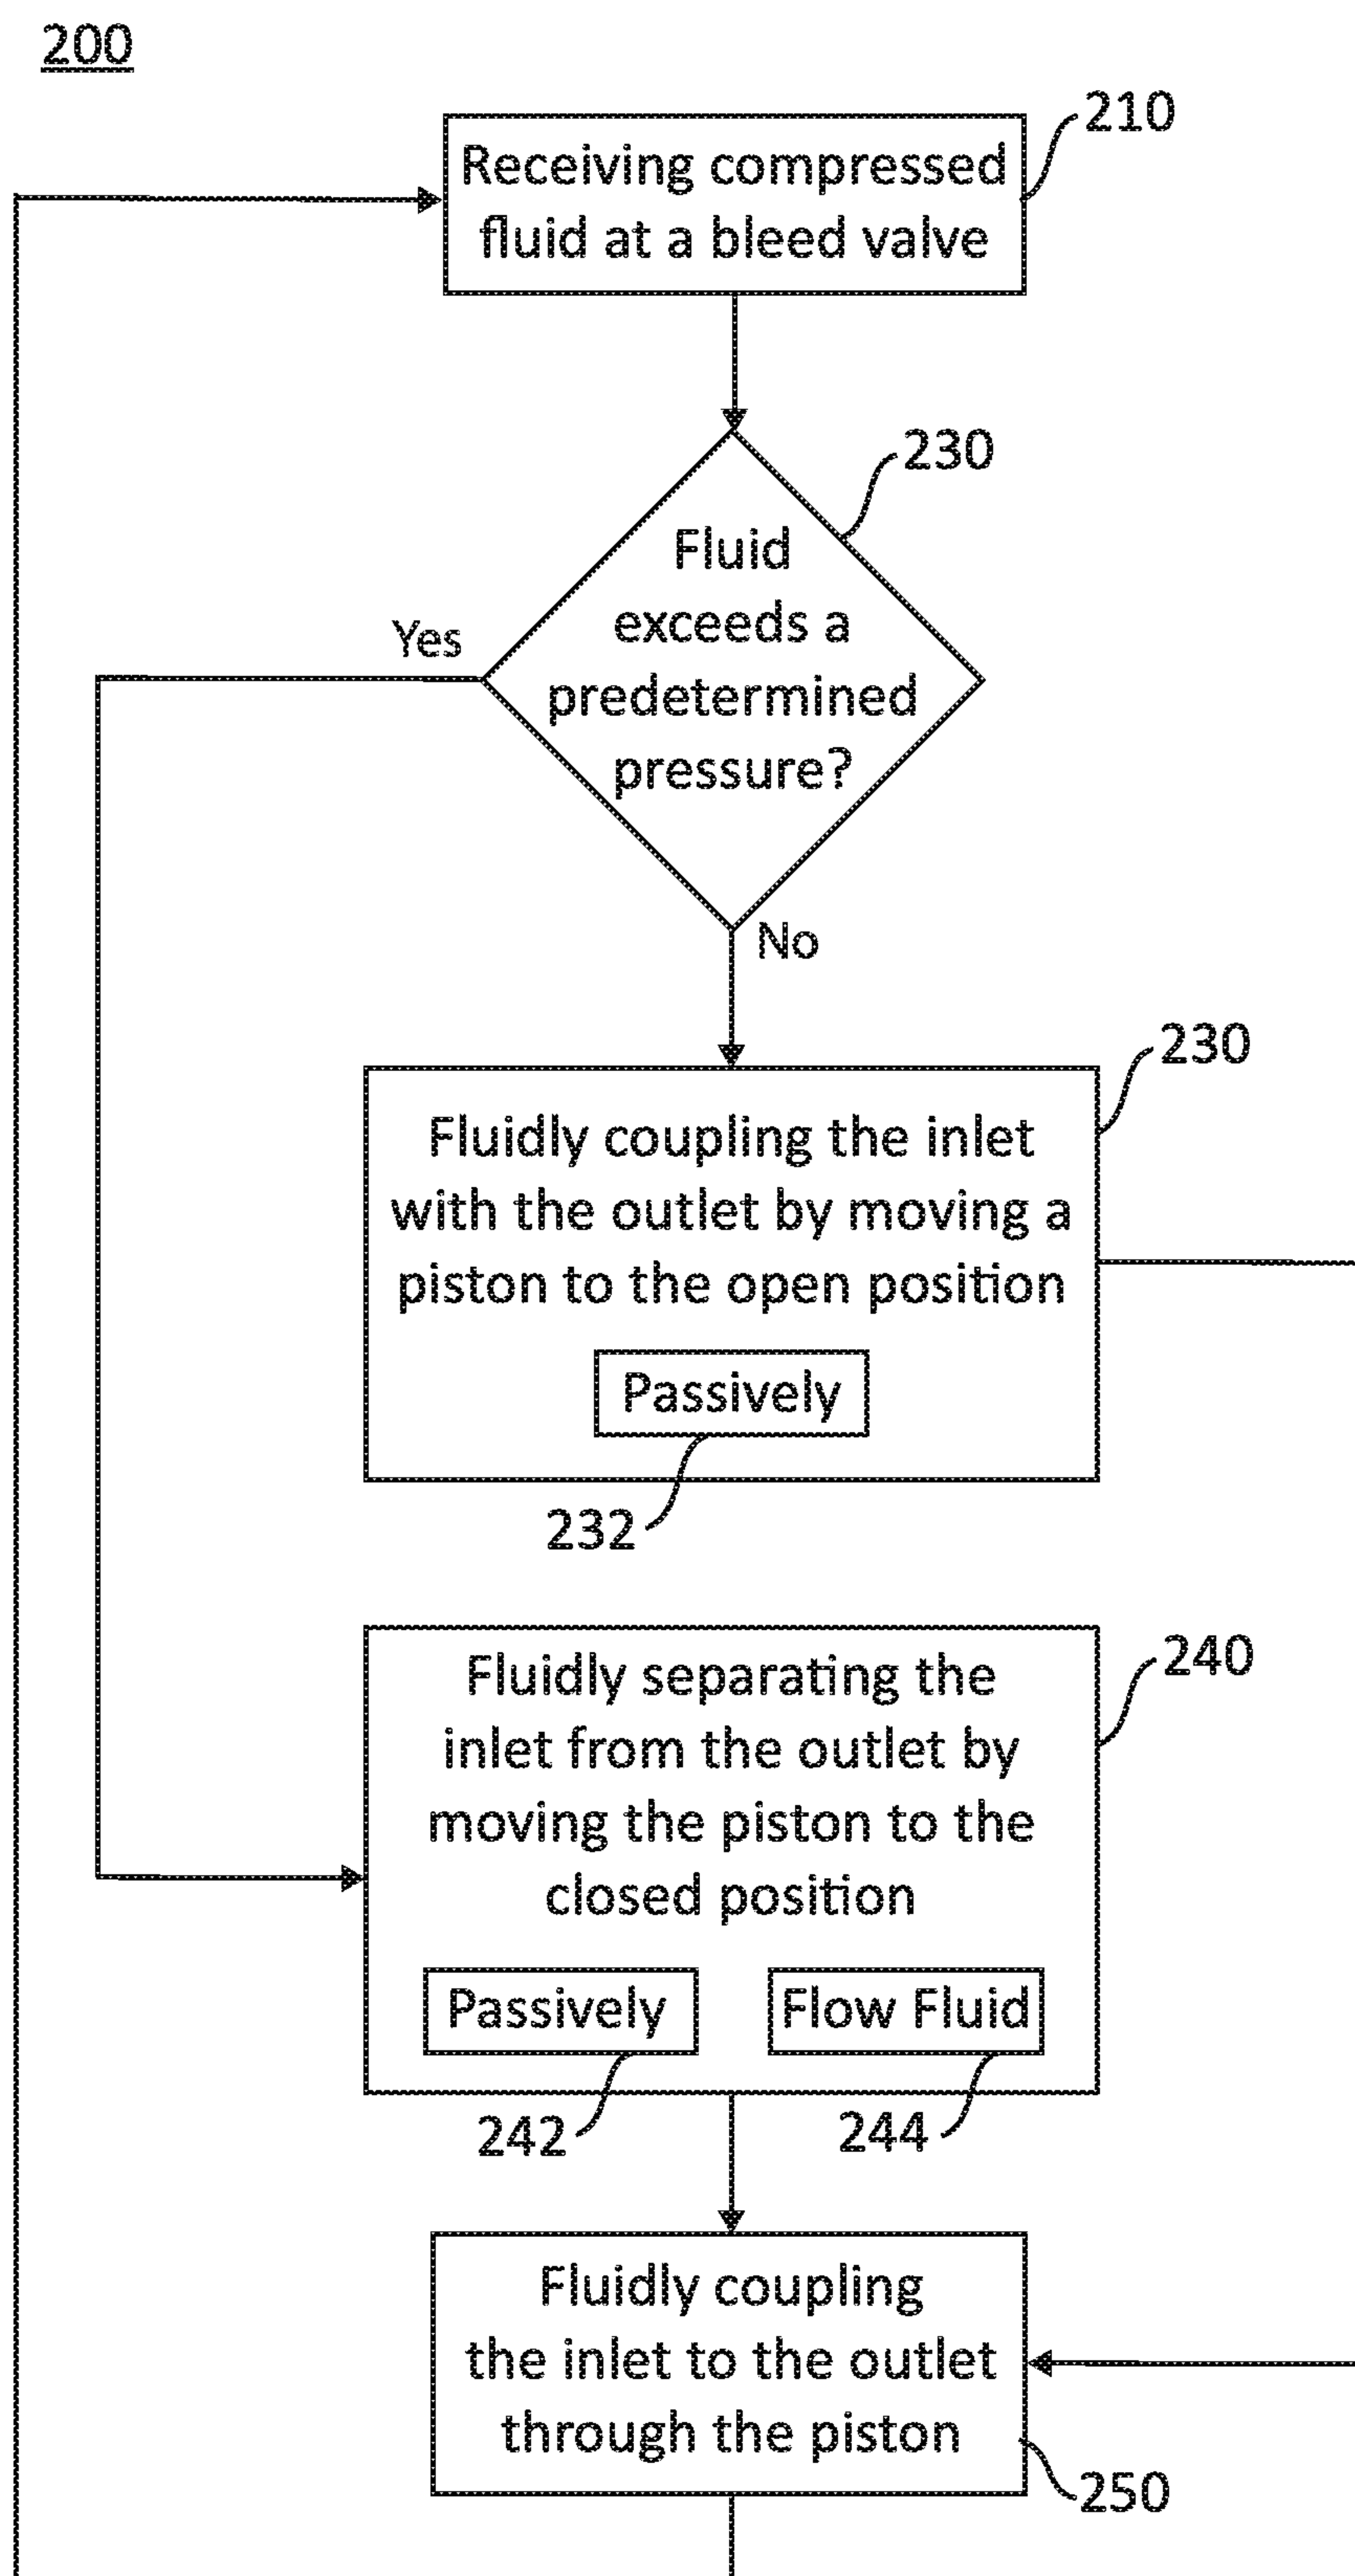 200
210
Receiving compressed
fluid at a bleed valve
230
Fluid
exceeds a
predetermined
pressure?
Yes
No
230
Fluidly coupling the inlet
with the outlet by moving a
piston to the open position
Passively
232
240
Fluidly separating the
inlet from the outlet by
moving the piston to the
closed position
Passively
Flow Fluid
242
244
Fluidly coupling
the inlet to the outlet
through the piston
250